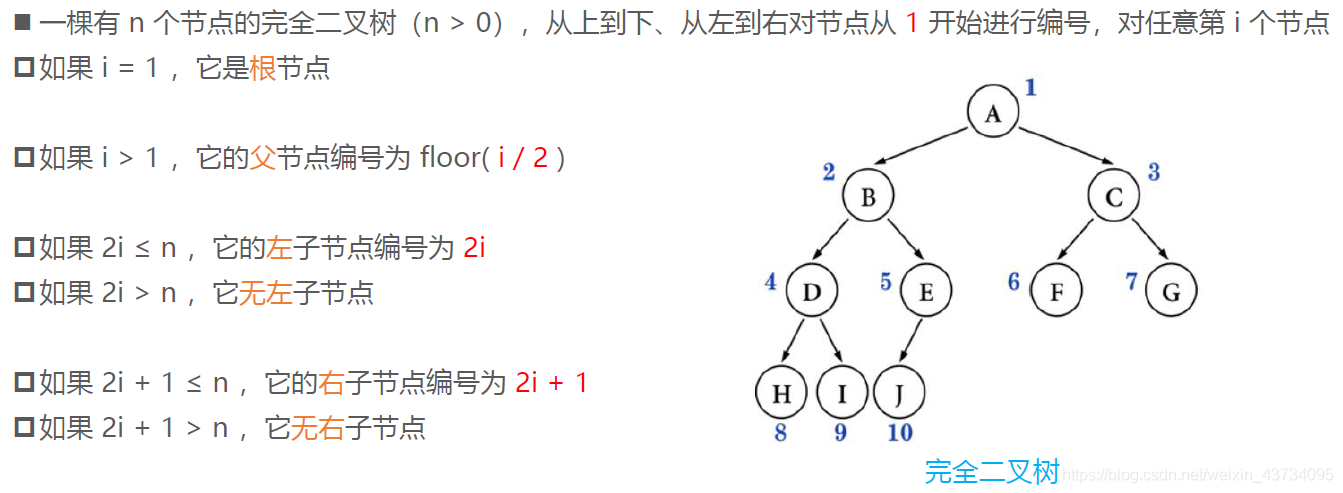 ■ 一棵有 n 个节点的完全二叉树（n > 0），从上到下、从左到右对节点从 1 开始进行编号，对任意第 i 个节点
如果 i = 1 ，它是根节点
如果 i > 1 ，它的父节点编号为 floor( i / 2 )
如果 2i ≤ n ，它的左子节点编号为 2i
如果 2i > n ，它无左子节点
如果 2i + 1 ≤ n ，它的右子节点编号为 2i + 1
如果 2i + 1 > n ，它无右子节点
1
A
2
B
3
C
4
D
5
E
6
F
7
G
H
I
J
8
9
10
完全二叉树
https://blog.csdn.net/weixin_43734095